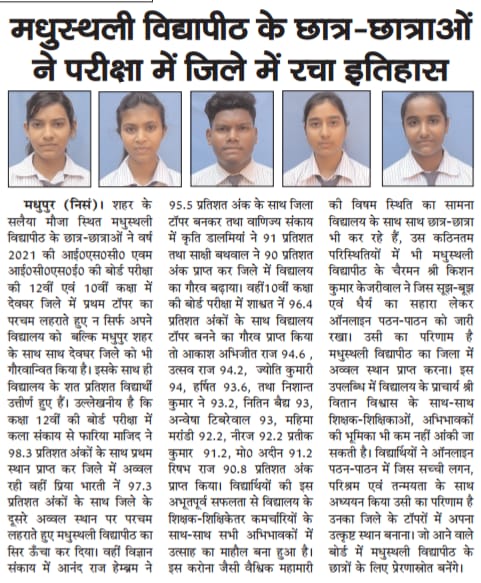 मधुस्थली विद्यापीठ के छात्र-छात्राओं
ने परीक्षा में जिले में रचा इतिहास
मधुपुर (निसं)। शहर के
सलैया मौजा स्थित मधुस्थली
विद्यापीठ के छात्र-छात्राओं ने वर्ष
2021 की आई०एस०सी० एवम
आई०सी०एस०ई० की बोर्ड परीक्षा
की 12वीं एवं 10वीं कक्षा में
देवघर जिले में प्रथम टॉपर का
परचम लहराते हुए न सिर्फ अपने
विद्यालय को बल्कि मधुपुर शहर
के साथ साथ देवघर जिले को भी
गौरवान्वित किया है। इसके साथ ही
विद्यालय के शत प्रतिशत विद्यार्थी
उत्तीर्ण हुए हैं। उल्लेखनीय है कि
कक्षा 12वीं की बोर्ड परीक्षा में
कला संकाय से फारिया माजिद ने
98.3 प्रतिशत अंकों के साथ प्रथम
स्थान प्राप्त कर जिले में अव्वल
रही वहीं प्रिया भारती नें 97.3
प्रतिशत अंकों के साथ जिले के
दूसरे अव्वल स्थान पर परचम
लहराते हुए मधुस्थली विद्यापीठ का
सिर ऊँचा कर दिया। वहीं विज्ञान
संकाय में आनंद राज हेम्ब्रम ने
95.5 प्रतिशत अंक के साथ जिला
टॉपर बनकर तथा वाणिज्य संकाय
में कृति डालमियां ने 91 प्रतिशत
तथा साक्षी बथवाल ने 90 प्रतिशत
अंक प्राप्त कर जिले में विद्यालय
का गौरव बढ़ाया। वहीं10वीं कक्षा
की बोर्ड परीक्षा में शाश्वत नें 96.4
प्रतिशत अंकों के साथ विद्यालय
टॉपर बनने का गौरव प्राप्त किया
तो आकाश अभिजीत राज 94.6 ,
उत्सव राज 94.2, ज्योति कुमारी
94, हर्षित 93.6, तथा निशान्त
कुमार ने 93.2, नितिन बैद्य 93,
अन्वेषा टिबरेवाल 93, महिमा
मरांडी 92.2, नीरज 92.2 प्रतीक
कुमार 91.2, मो0 अदीन 91.2
रिषभ राज 90.8 प्रतिशत अंक
प्राप्त किया। विद्यार्थियों की इस
अभूतपूर्व सफलता से विद्यालय के
शिक्षक-शिक्षिकेतर कमर्चारियों के
साथ-साथ सभी अभिभावकों में
उत्साह का माहौल बना हुआ है।
इस करोना जैसी वैश्विक महामारी
की विषम स्थिति का सामना
विद्यालय के साथ साथ छात्र-छात्रा
भी कर रहे हैं, उस कठिनतम
परिस्थितियों में भी मधुस्थली
विद्यापीठ के चैरमन श्री किशन
कुमार केजरीवाल ने जिस सूझ-बूझ
एवं धैर्य का सहारा लेकर
ऑनलाइन पठन-पाठन को जारी
रखा। उसी का परिणाम है
मधुस्थली विद्यापीठ का जिला में
अव्वल स्थान प्राप्त करना। इस
उपलब्धि में विद्यालय के प्राचार्य श्री
वितान विश्वास के साथ-साथ
शिक्षक-शिक्षिकाओं, अभिभावकों
की भूमिका भी कम नहीं आंकी जा
सकती है। विद्यार्थियों ने ऑनलाइन
पठन-पाठन में जिस सच्ची लगन,
परिश्रम एवं तन्मयता के साथ
अध्ययन किया उसी का परिणाम है
उनका जिले के टॉपरों में अपना
उत्कृष्ट स्थान बनाना। जो आने वाले
बोर्ड में मधुस्थली विद्यापीठ के
छात्रों के लिए प्रेरणास्रोत बनेंगे।